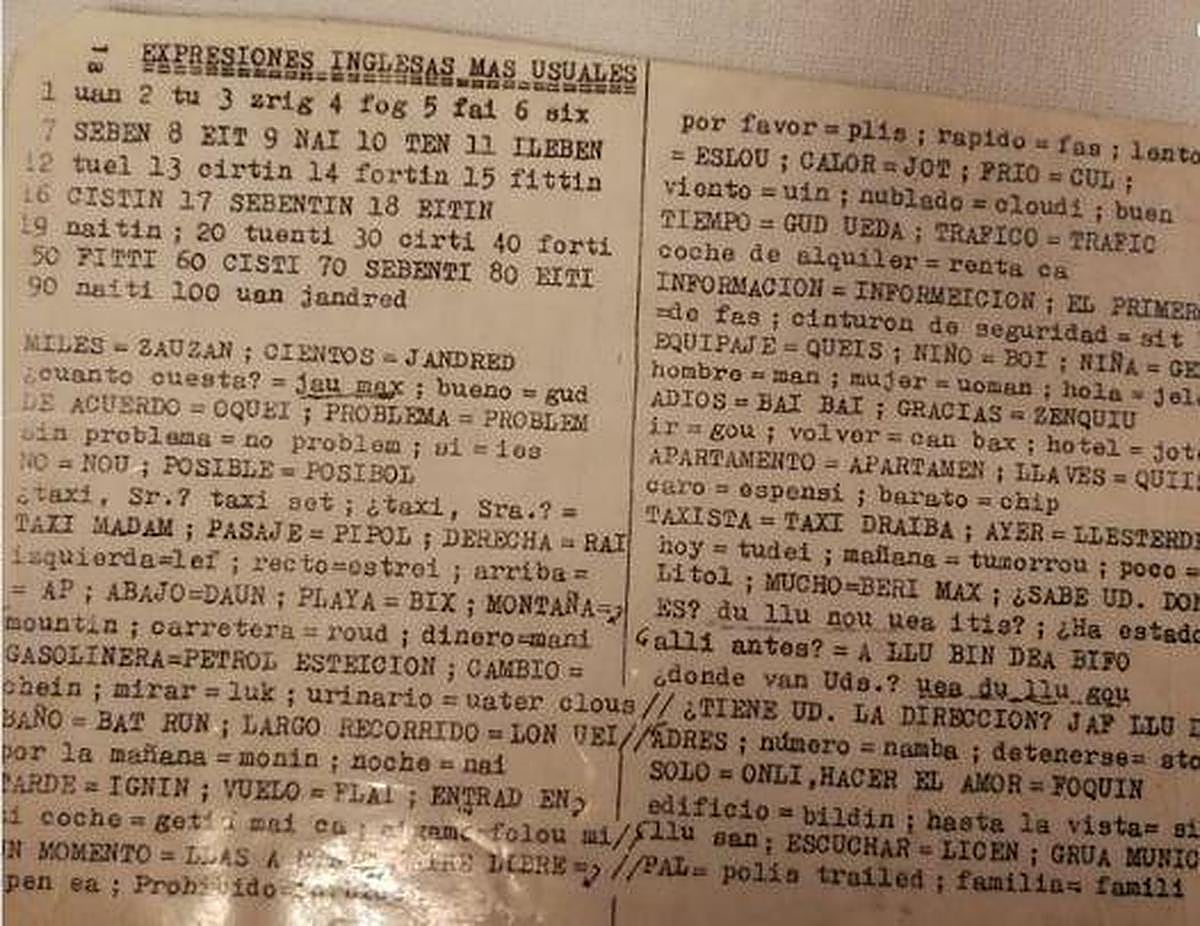 EXPRESIONES INGLESAS MAS USUALES
1 uan 2 tu 3 zrig 4 fog 5 fai 6 six
7 SEBEN 8 EIT 9 NAI 10 TEN 11 ILEBEN
12 tuel 13 cirtin 14 fortin 15 fittin
16 CISTIN 17 SEBENTIN 18 EITIN
19 naitin ; 20 tuenti 30 cirti 40 forti
50 FITTI 60 CISTI 70 SEBENTI 80 EITI
90 naiti 100 uan jandred
MILES = ZAUZAN ; CIENTOS = JANDRED
¿cuanto cuesta? = jau max ; bueno = gud
DE ACUERDO = OQUEI ; PROBLEMA = PROBLEM
sin problema = no problem ; si = ies
NO = NOU ; POSIBLE = POSIBOL
¿taxi, Sr.? taxi set ; ¿taxi, Sra.? =
TAXI MADAM ; PASAJE = PIPOL ; DERECHA = RAI
izquierda=lef ; recto=estrei ; arriba=
= AP ; ABAJO=DAUN ; PLAYA = BIX ; MONTAÑA=
mountin ; carretera = roud ; dinero=mani
GASOLINERA=PETROL ESTEICION ; CAMBIO =
chein ; mirar = luk ; urinario = uater clous//
BAÑO = BAT RUN ; LARGO RECORRIDO = LON UEI//
por la mañana = monin ; noche = nai
TARDE = IGNIN ; VUELO = FLAI ; ENTRAD EN
mi coche = getin mai ca ; sigame=folou mi//
UN MOMENTO = LLAS A LIBRE =
open ea ; Prohibido=
por favor = plis ; rapido = fas ; lento
= ESLOU ; CALOR = JOT ; FRIO = CUL ;
viento = uin ; nublado = cloudi ; buen
TIEMPO = GUD UEDA ; TRAFICO = TRAFIC
coche de alquiler = renta ca
INFORMACION = INFORMEICION ; EL PRIMER
=de fas ; cinturon de seguridad = sit
EQUIPAJE = QUEIS ; NIÑO = BOI ; NIÑA = GE
hombre = man ; mujer = uoman ; hola = jel
ADIOS = BAI BAI ; GRACIAS = ZENQUIU
ir = gou ; volver = can bax ; hotel = jot
APARTAMENTO = APARTAMEN ; LLAVES = QUII
caro = espensi ; barato = chip
TAXISTA = TAXI DRAIBA ; AYER = LLESTERDE
hoy = tudei ; mañana = tumorrou ; poco =
Litol ; MUCHO=BERI MAX ; ¿SABE UD. DON
ES? du llu nou uea itis? ; ¿Ha estado
alli antes? = A LLU BIN DEA BIFO
¿donde van Uds.? uea du llu gou
¿TIENE UD. LA DIRECCION? JAF LLU
ADRES ; número = namba ; detenerse= sto
SOLO = ONLI,HACER EL AMOR = FOQUIN
edificio = bildin ; hasta la vista= si
llu san; ESCUCHAR = LICEN ; GRUA MUNIC
PAL= polis trailed ; familia= famili